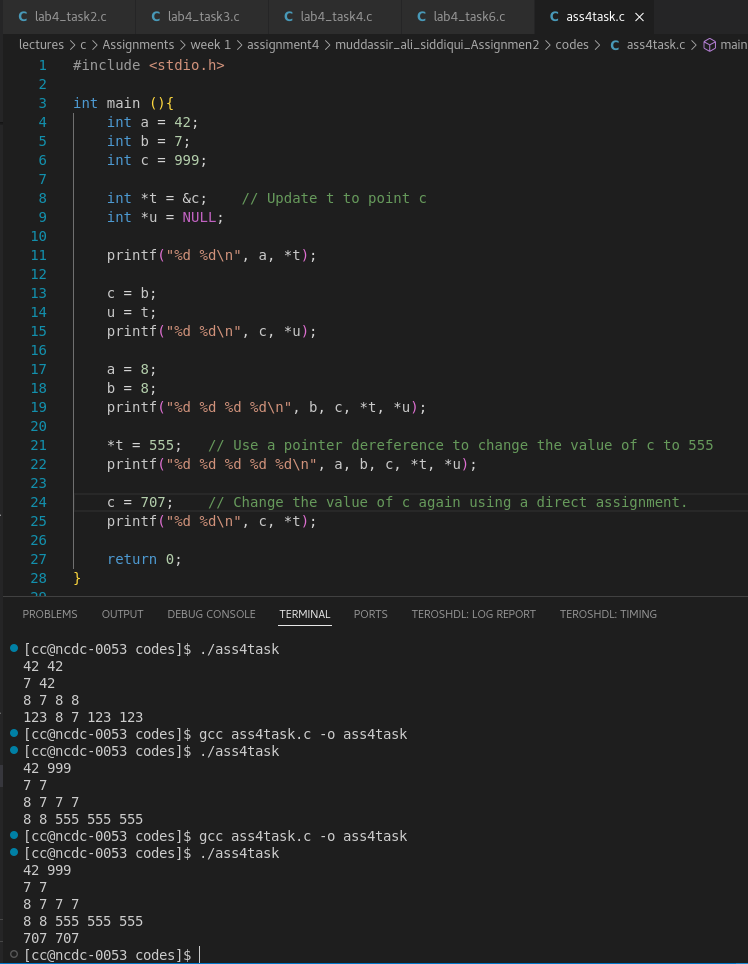 C lab4_task2.c C lab4_task3.c C lab4_task4.c C lab4_task6.c C ass4task.c ×
lectures > c > Assignments > week 1 > assignment4 > muddassir_ali_siddiqui_Assignmen2 > codes > C ass4task.c > main
1 #include <stdio.h>
2
3 int main (){
4     int a = 42;
5     int b = 7;
6     int c = 999;
7
8     int *t = &c;    // Update t to point c
9     int *u = NULL;
10
11     printf("%d %d\n", a, *t);
12
13     c = b;
14     u = t;
15     printf("%d %d\n", c, *u);
16
17     a = 8;
18     b = 8;
19     printf("%d %d %d %d\n", b, c, *t, *u);
20
21     *t = 555;   // Use a pointer dereference to change the value of c to 555
22     printf("%d %d %d %d %d\n", a, b, c, *t, *u);
23
24     c = 707;    // Change the value of c again using a direct assignment.
25     printf("%d %d\n", c, *t);
26
27     return 0;
28 }
29
PROBLEMS OUTPUT DEBUG CONSOLE TERMINAL PORTS TEROSHDL: LOG REPORT TEROSHDL: TIMING
[cc@ncdc-0053 codes]$ ./ass4task
42 42
7 42
8 7 8 8
123 8 7 123 123
[cc@ncdc-0053 codes]$ gcc ass4task.c -o ass4task
[cc@ncdc-0053 codes]$ ./ass4task
42 999
7 7
8 7 7 7
8 8 555 555 555
[cc@ncdc-0053 codes]$ gcc ass4task.c -o ass4task
[cc@ncdc-0053 codes]$ ./ass4task
42 999
7 7
8 7 7 7
8 8 555 555 555
707 707
[cc@ncdc-0053 codes]$